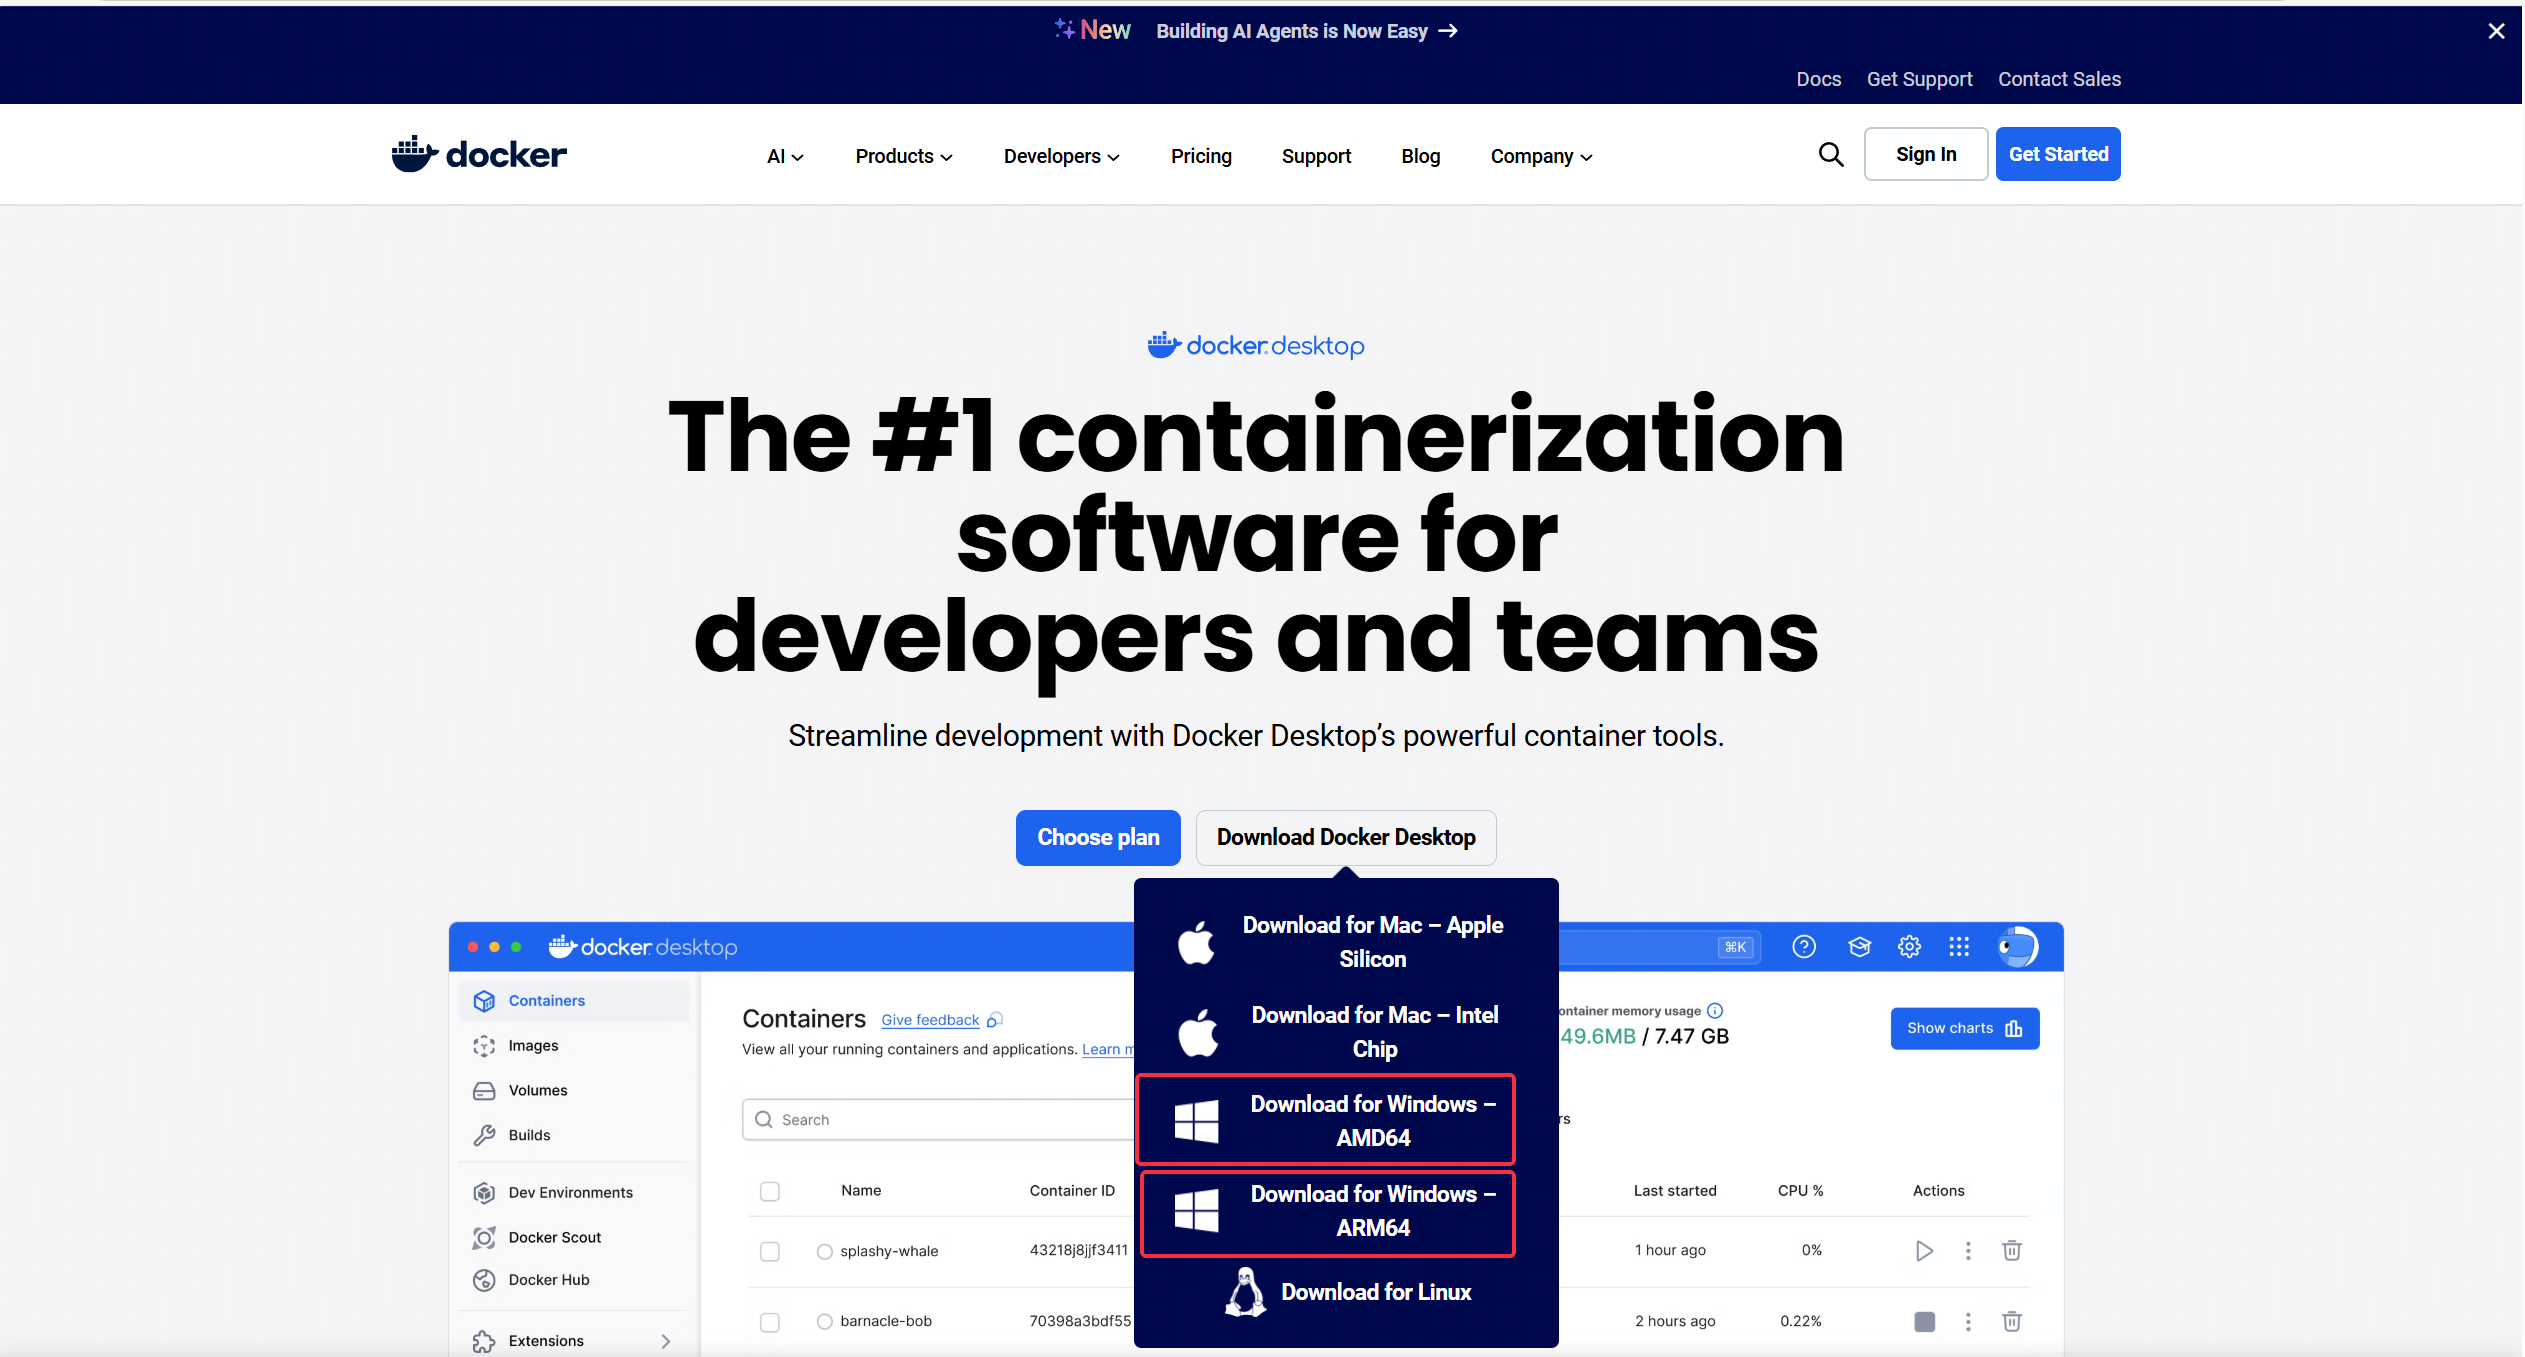 New Building AI Agents is Now Easy →
Docs Get Support Contact Sales
docker
AI Products Developers Pricing Support Blog Company
Sign In Get Started
docker desktop
The #1 containerization
software for
developers and teams
Streamline development with Docker Desktop’s powerful container tools.
Choose plan Download Docker Desktop
Download for Mac – Apple
Silicon
Download for Mac – Intel
Chip
Download for Windows –
AMD64
Download for Windows –
ARM64
Download for Linux
docker desktop
⌘K
Containers
Images
Volumes
Builds
Dev Environments
Docker Scout
Docker Hub
Extensions
Containers Give feedback
View all your running containers and applications. Learn m
ontainer memory usage
49.6MB / 7.47 GB
Show charts
Search
rs
Name Container ID Last started CPU % Actions
splashy-whale 43218j8jjf3411 1 hour ago 0%
barnacle-bob 70398a3bdf55 2 hours ago 0.22%